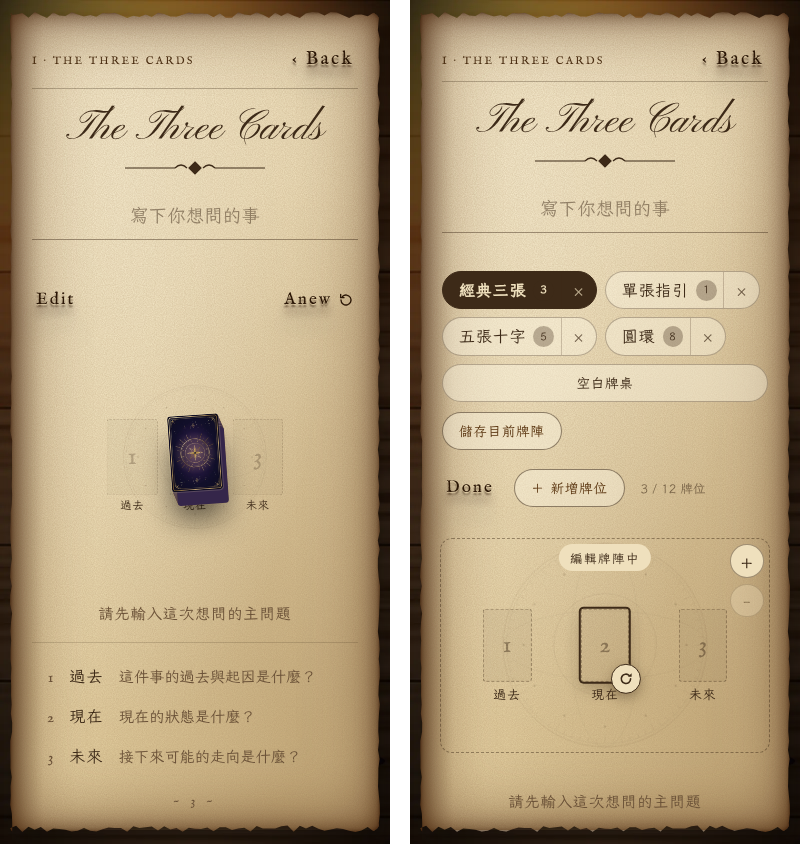 I · THE THREE CARDS
‹ Back
The Three Cards
寫下你想問的事
Edit
Anew
I
3
過去
現在
未來
請先輸入這次想問的主問題
1 過去 這件事的過去與起因是什麼？
2 現在 現在的狀態是什麼？
3 未來 接下來可能的走向是什麼？
~ 3 ~
I · THE THREE CARDS
‹ Back
The Three Cards
寫下你想問的事
經典三張 3 ×
單張指引 1 ×
五張十字 5 ×
圓環 8 ×
空白牌桌
儲存目前牌陣
Done
+ 新增牌位
3 / 12 牌位
編輯牌陣中
+
−
I
2
3
過去
現在
未來
請先輸入這次想問的主問題